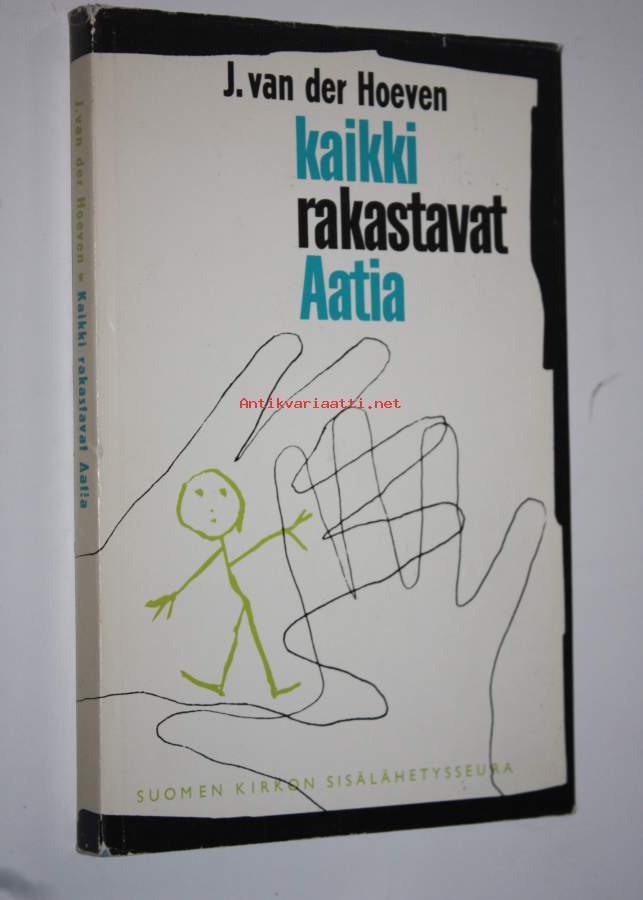 J. van der Hoeven
kaikki
rakastavat
Aatia
Antikvariaatti.net
SUOMEN KIRKON SISÄLÄHETYSSEURA
J. van der Hoeven = Kaikki rakastavat Aatia